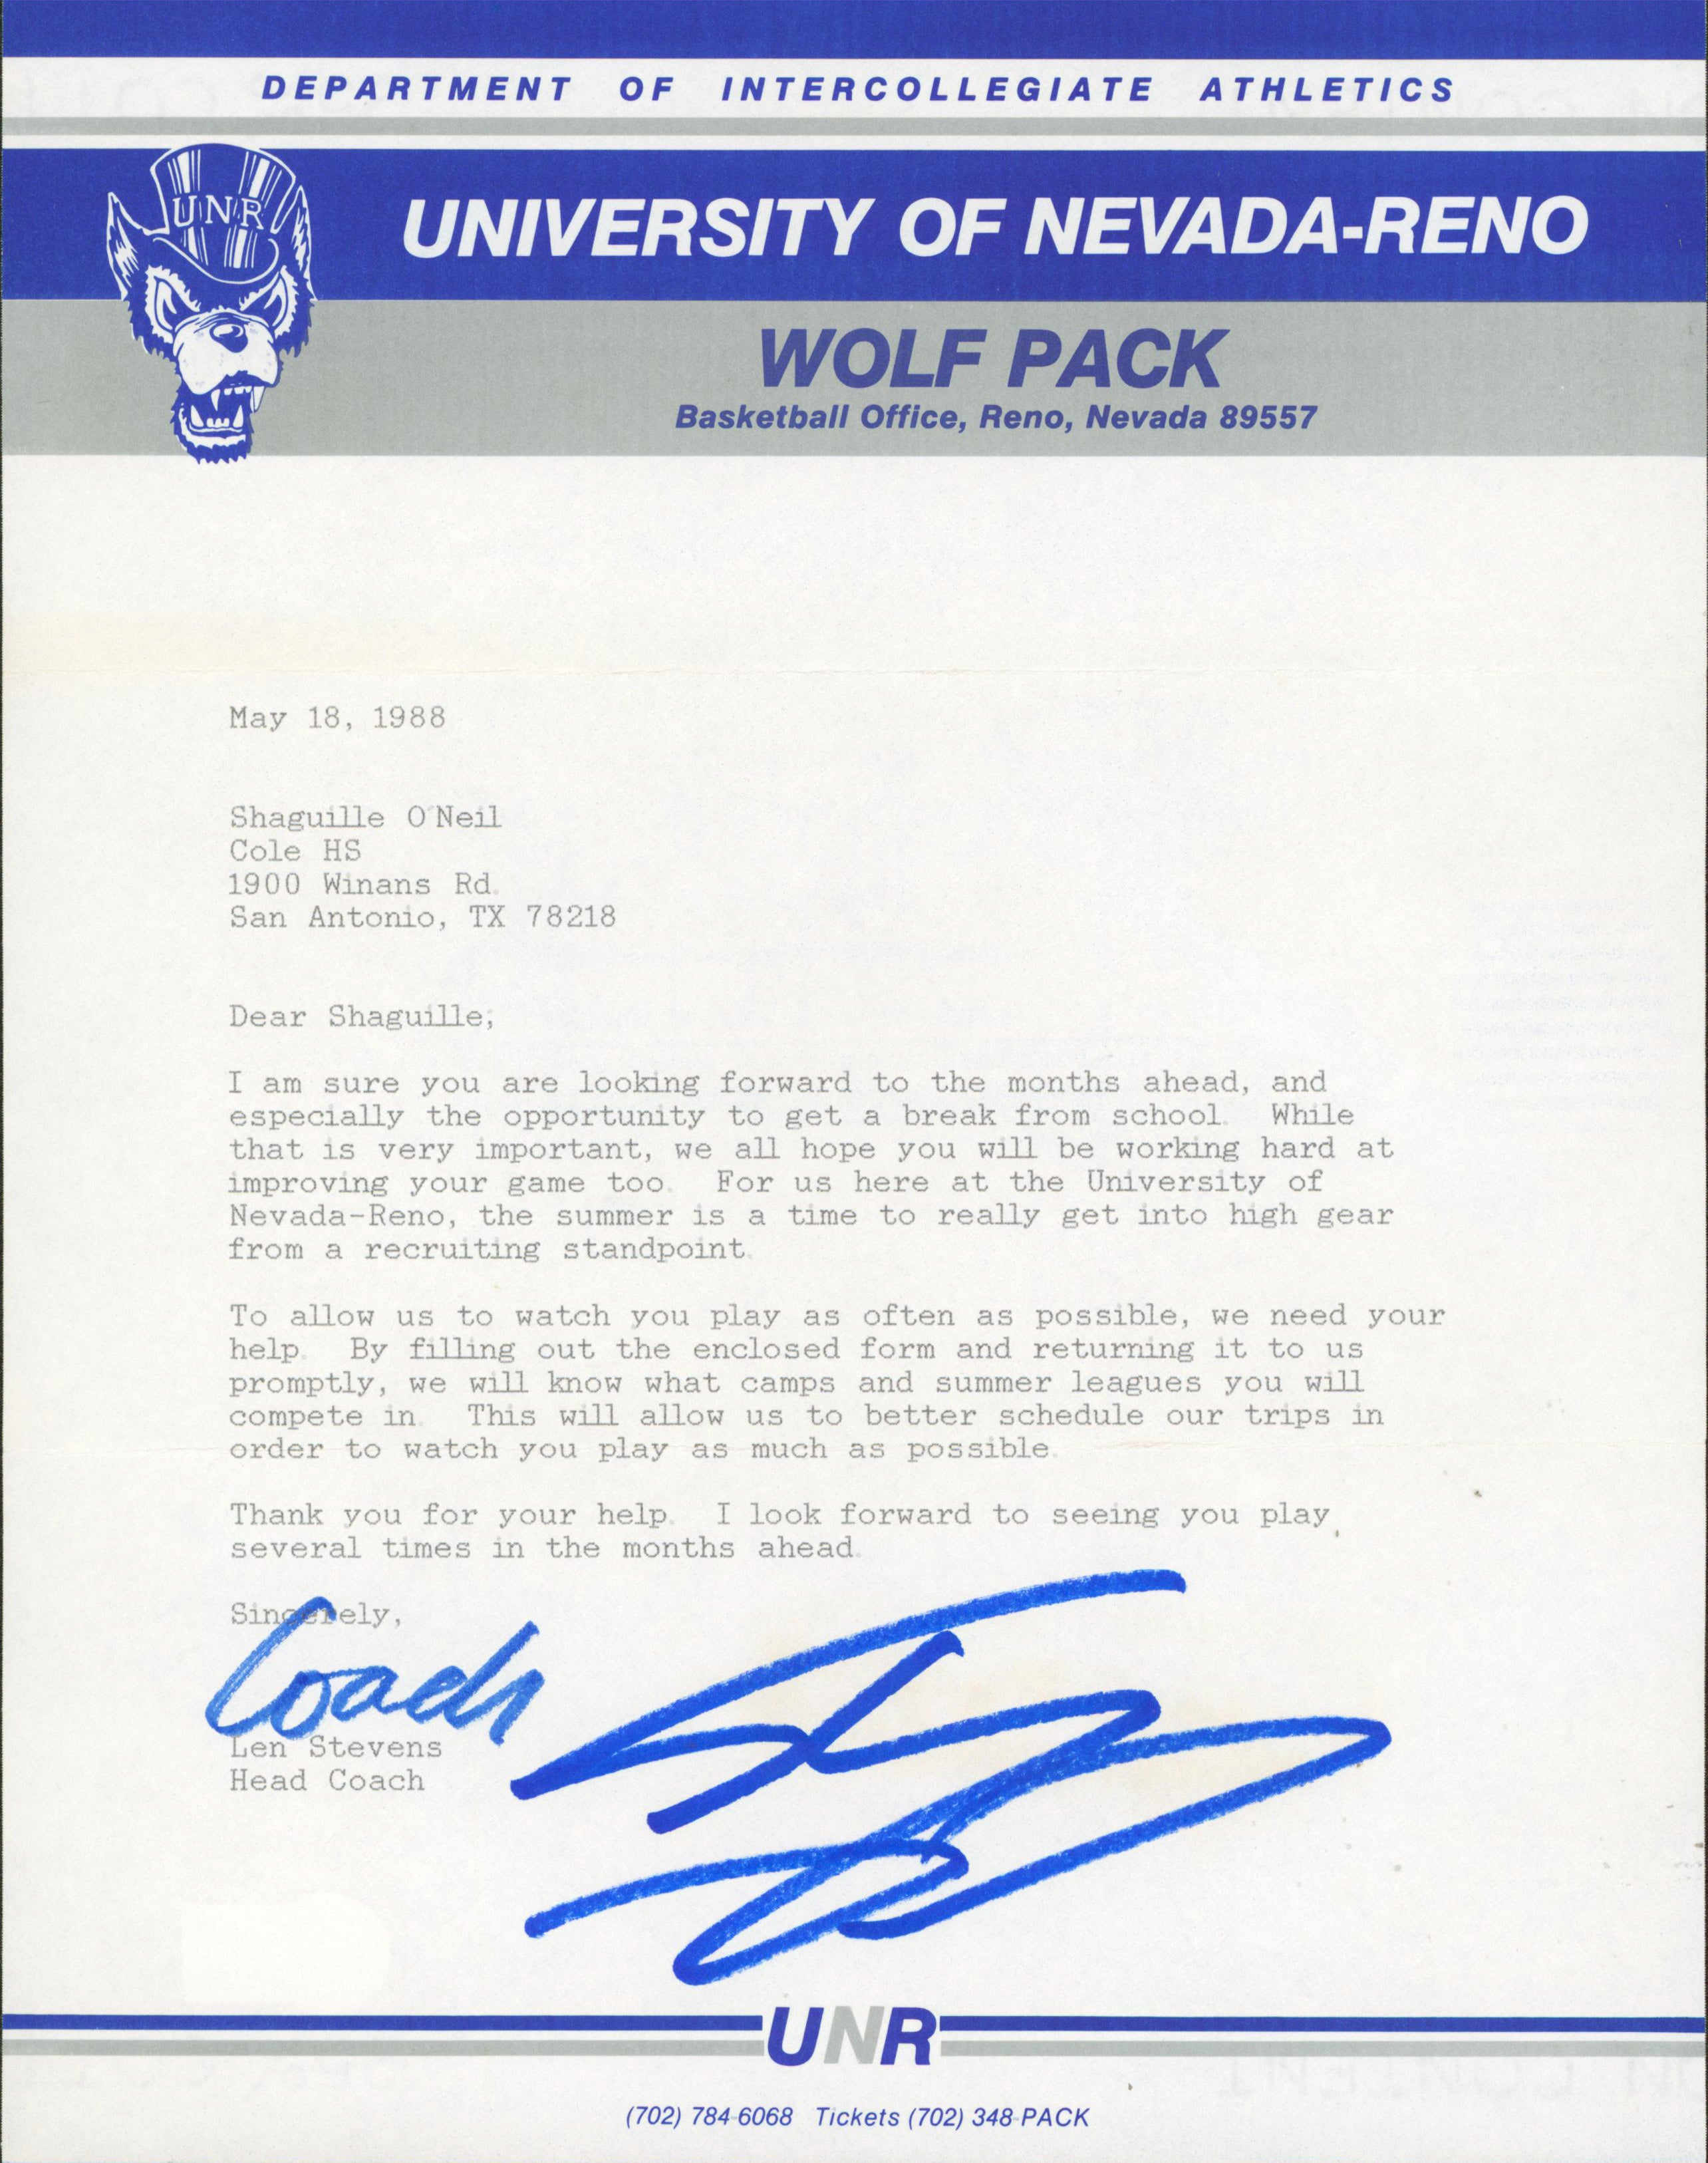 DEPARTMENT OF INTERCOLLEGIATE ATHLETICS
UNR
UNIVERSITY OF NEVADA-RENO
WOLF PACK
Basketball Office, Reno, Nevada 89557
May 18, 1988
Shaguille O'Neil
Cole HS
1900 Winans Rd.
San Antonio, TX 78218
Dear Shaguille;
I am sure you are looking forward to the months ahead, and
especially the opportunity to get a break from school. While
that is very important, we all hope you will be working hard at
improving your game too. For us here at the University of
Nevada-Reno, the summer is a time to really get into high gear
from a recruiting standpoint.
To allow us to watch you play as often as possible, we need your
help. By filling out the enclosed form and returning it to us
promptly, we will know what camps and summer leagues you will
compete in. This will allow us to better schedule our trips in
order to watch you play as much as possible.
Thank you for your help. I look forward to seeing you play
several times in the months ahead.
Sincerely,
Coach
Len Stevens
Head Coach
UNR
(702) 784-6068 Tickets (702) 348-PACK